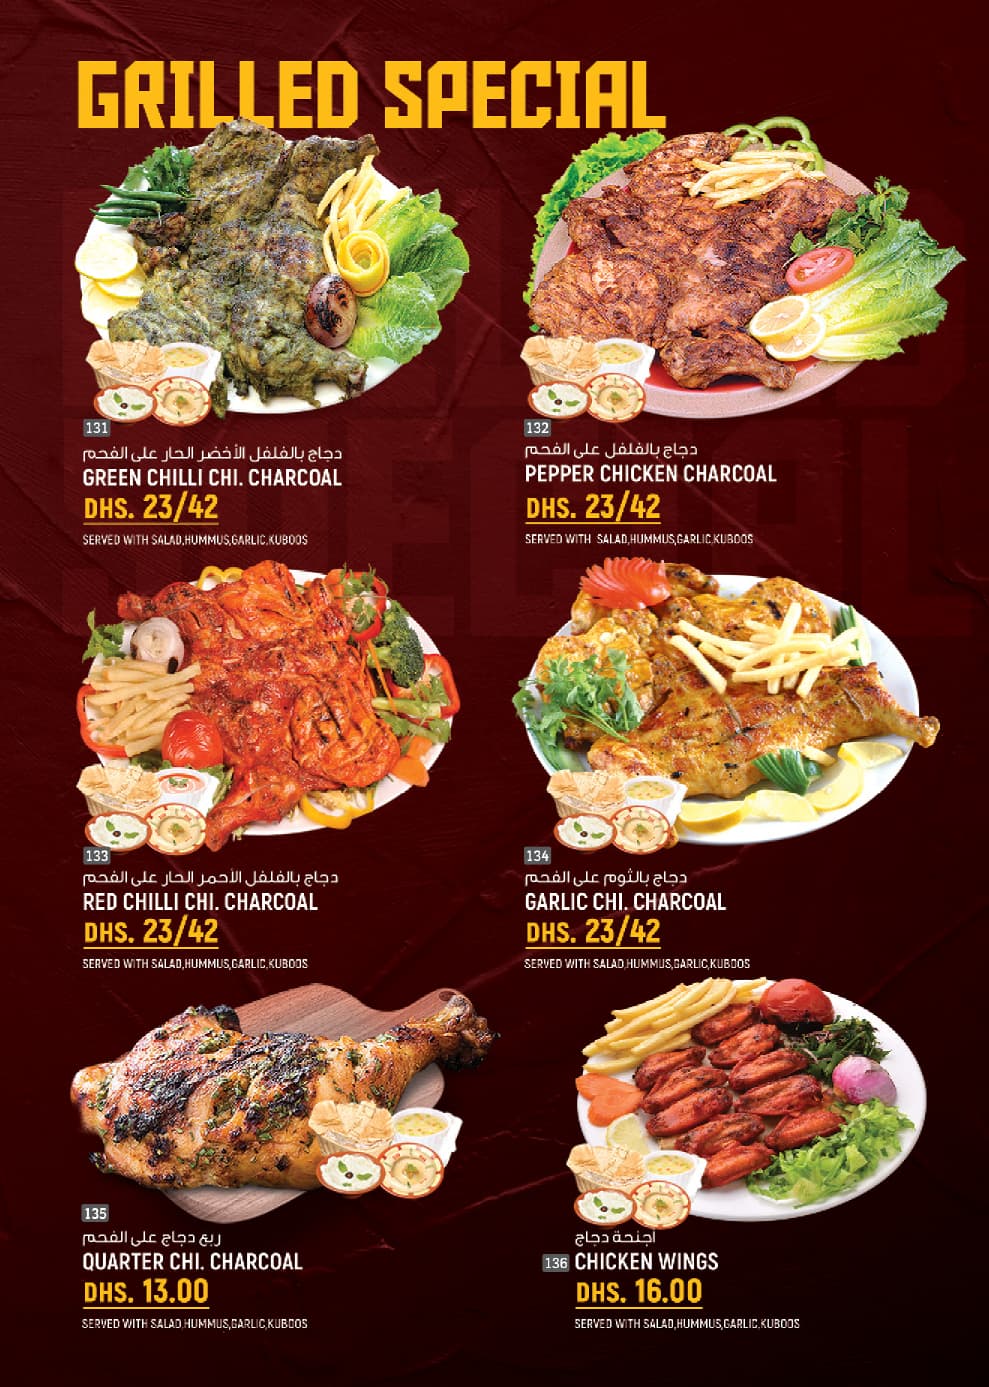 GRILLED SPECIAL
131
دجاج بالفلفل الأخضر الحار على الفحم
GREEN CHILLI CHI. CHARCOAL
DHS. 23/42
SERVED WITH SALAD,HUMMUS,GARLIC,KUBOOS
132
دجاج بالفلفل على الفحم
PEPPER CHICKEN CHARCOAL
DHS. 23/42
SERVED WITH SALAD,HUMMUS,GARLIC,KUBOOS
133
دجاج بالفلفل الأحمر الحار على الفحم
RED CHILLI CHI. CHARCOAL
DHS. 23/42
SERVED WITH SALAD,HUMMUS,GARLIC,KUBOOS
134
دجاج بالثوم على الفحم
GARLIC CHI. CHARCOAL
DHS. 23/42
SERVED WITH SALAD,HUMMUS,GARLIC,KUBOOS
135
ربع دجاج على الفحم
QUARTER CHI. CHARCOAL
DHS. 13.00
SERVED WITH SALAD,HUMMUS,GARLIC,KUBOOS
اجنحة دجاج
136 CHICKEN WINGS
DHS. 16.00
SERVED WITH SALAD,HUMMUS,GARLIC,KUBOOS